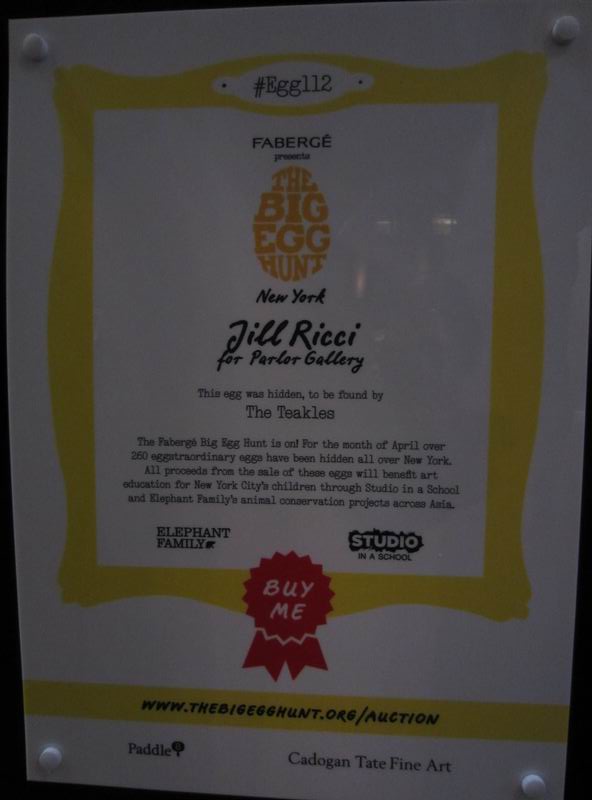 #Egg112
FABERGÉ
presents
THE
BIG
EGG
HUNT
New York
Jill Ricci
for Parlor Gallery
This egg was hidden, to be found by
The Teakles
The Fabergé Big Egg Hunt is on! For the month of April over
260 eggstraordinary eggs have been hidden all over New York.
All proceeds from the sale of these eggs will benefit art
education for New York City's children through Studio in a School
and Elephant Family's animal conservation projects across Asia.
ELEPHANT
FAMILY
STUDIO
IN A SCHOOL
BUY
ME
WWW.THEBIGEGGHUNT.ORG/AUCTION
Paddle8
Cadogan Tate Fine Art